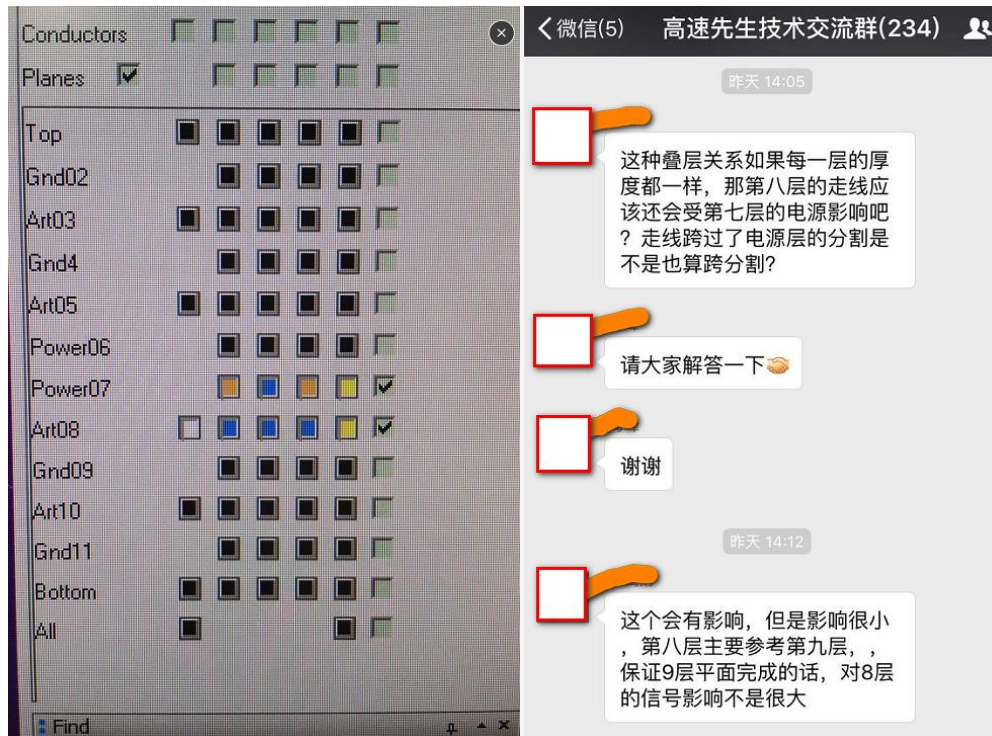 Conductors
Planes
Top
Gnd02
Art03
Gnd4
Art05
Power06
Power07
Art08
Gnd09
Art10
Gnd11
Bottom
All
Find
微信(5)
高速先生技术交流群(234)
昨天 14:05
这种叠层关系如果每一层的厚
度都一样，那第八层的走线应
该还会受第七层的电源影响吧
？走线跨过了电源层的分割是
不是也算跨分割?
请大家解答一下🤝
谢谢
昨天 14:12
这个会有影响，但是影响很小
，第八层主要参考第九层，，
保证9层平面完成的话，对8层
的信号影响不是很大